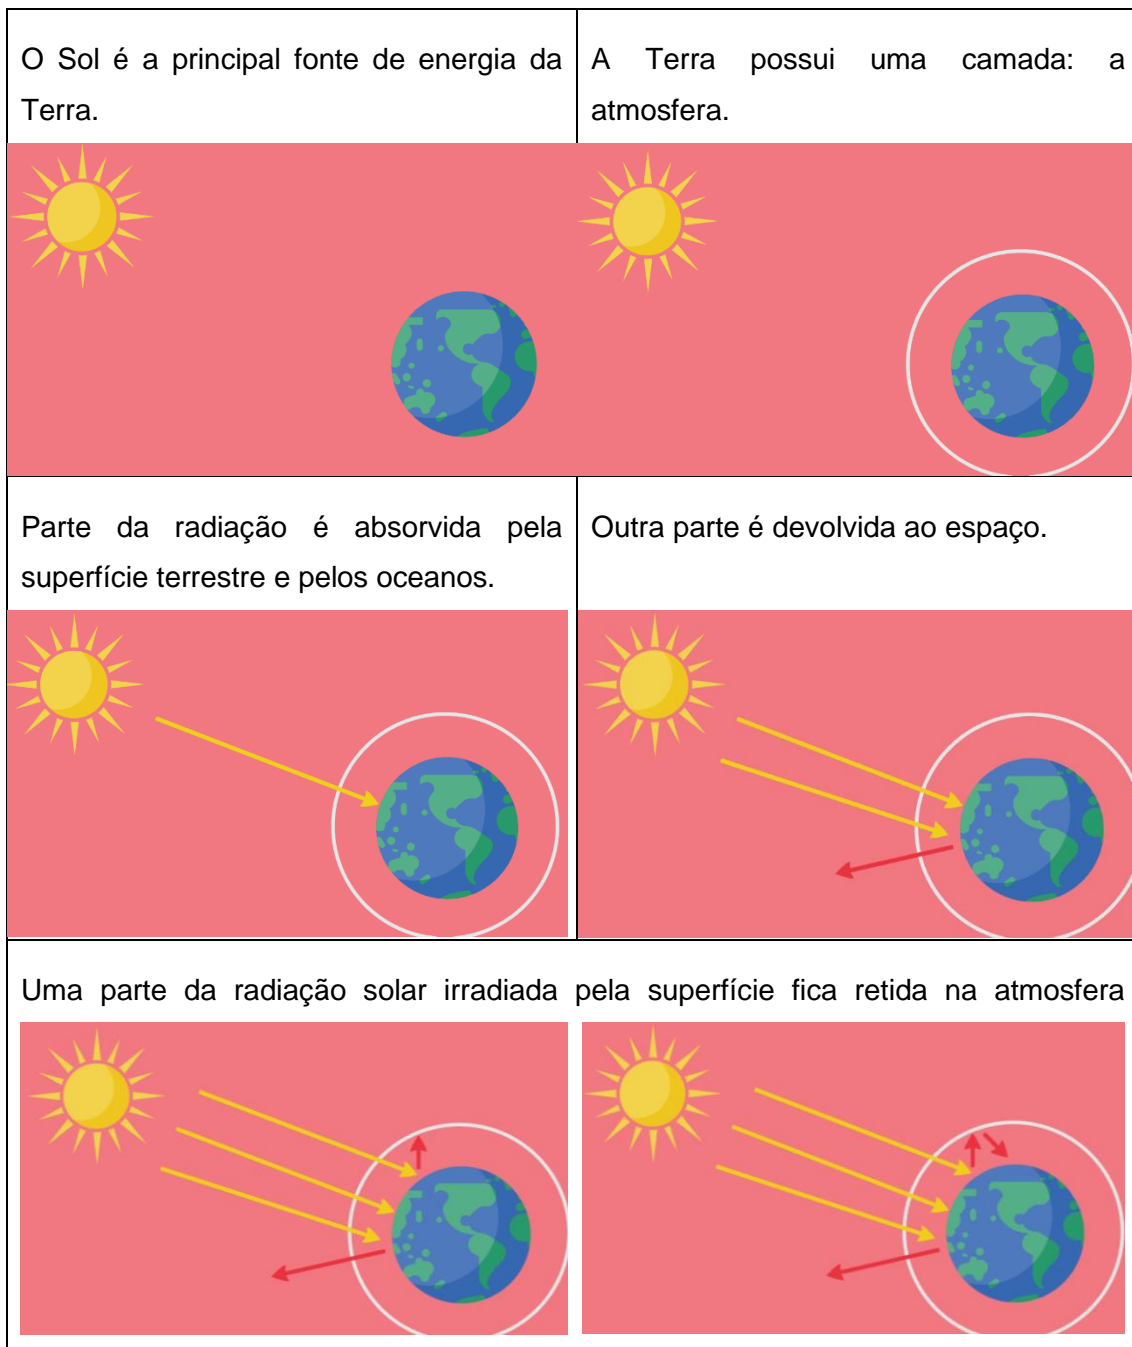 O Sol é a principal fonte de energia da
Terra.
A Terra possui uma camada: a
atmosfera.
Parte da radiação é absorvida pela
superfície terrestre e pelos oceanos.
Outra parte é devolvida ao espaço.
Uma parte da radiação solar irradiada pela superfície fica retida na atmosfera